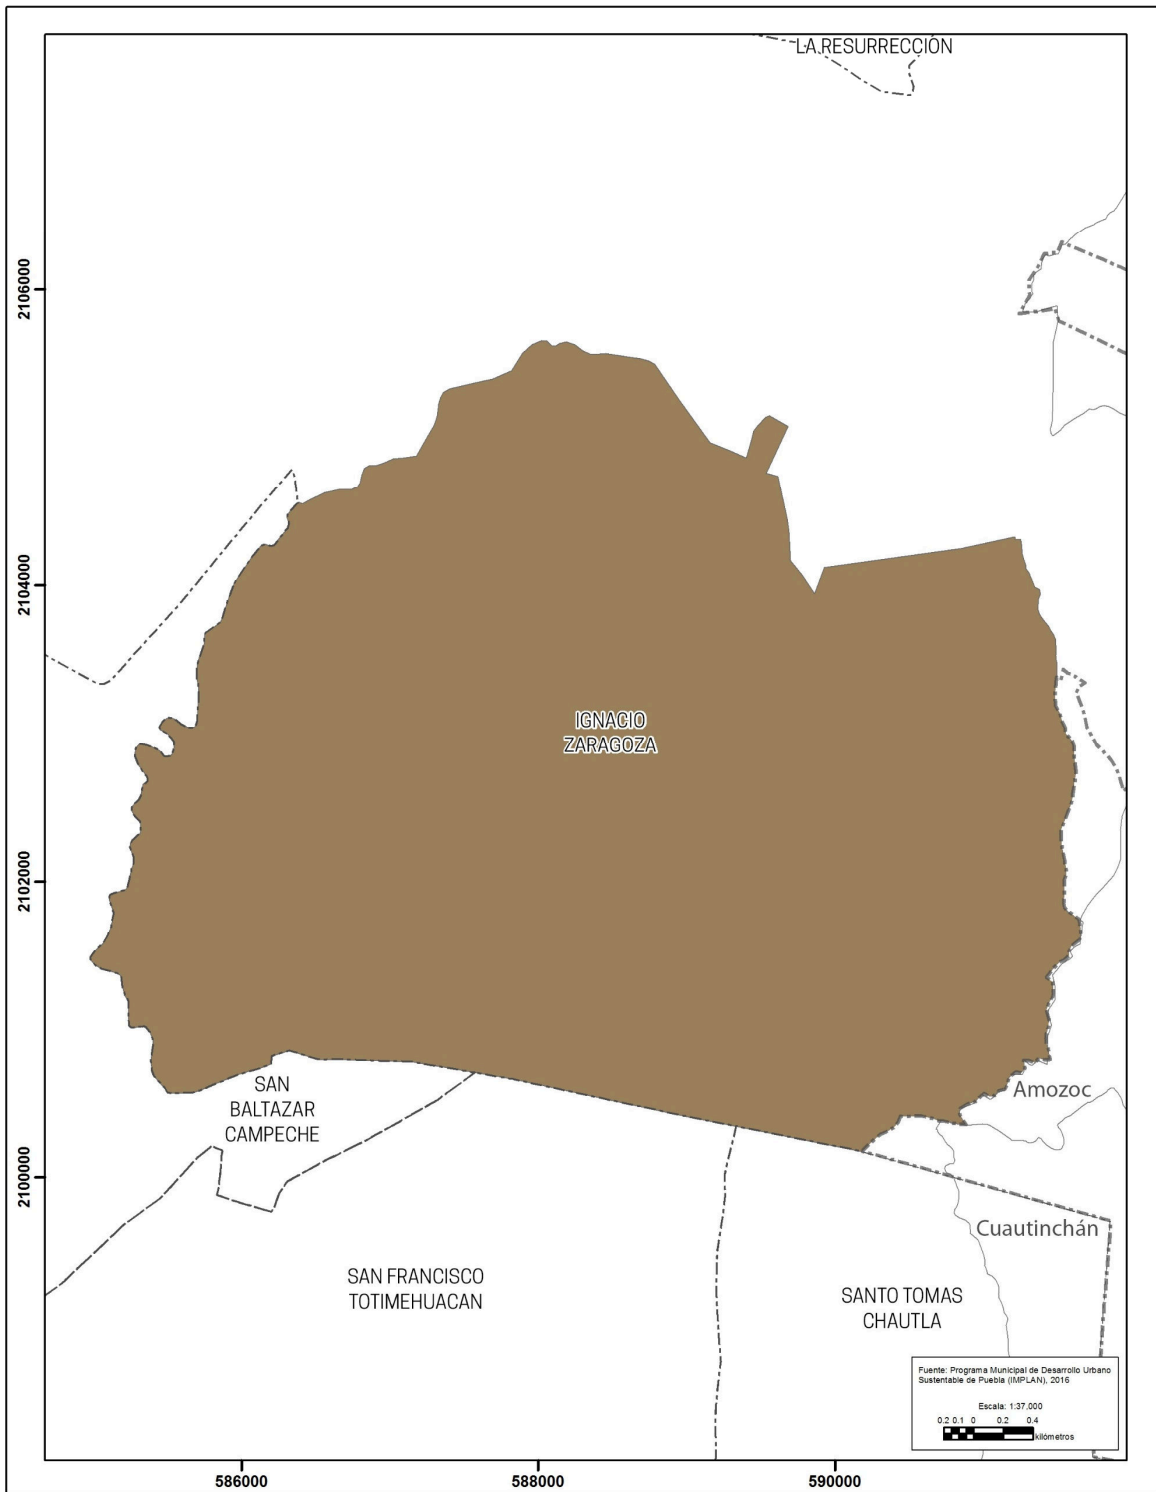 LA RESURRECCIÓN
2106000
2104000
IGNACIO
ZARAGOZA
2102000
SAN
BALTAZAR
CAMPECHE
Amozoc
2100000
Cuautinchán
SAN FRANCISCO
TOTIMEHUACAN
SANTO TOMAS
CHAUTLA
Fuente: Programa Municipal de Desarrollo Urbano
Sustentable de Puebla (IMPLAN), 2016
Escala: 1:37,000
0.2 0.1 0 0.2 0.4
kilómetros
586000
588000
590000